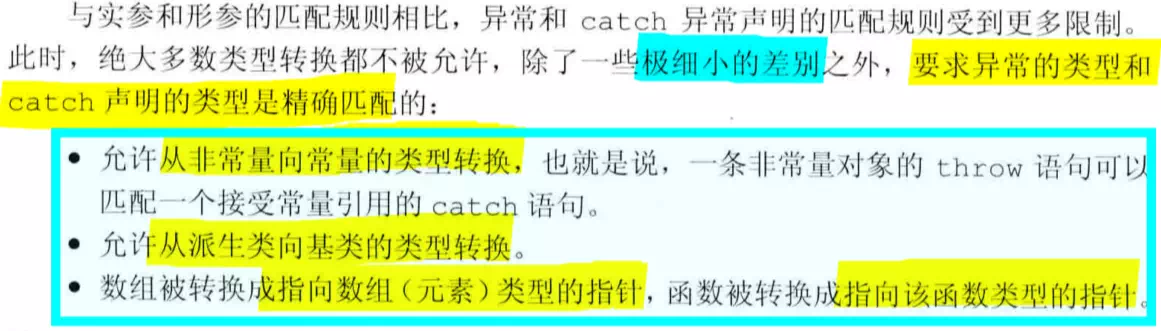 与实参和形参的匹配规则相比，异常和 catch 异常声明的匹配规则受到更多限制。
此时，绝大多数类型转换都不被允许，除了一些极细小的差别之外，要求异常的类型和
catch 声明的类型是精确匹配的：
• 允许从非常量向常量的类型转换，也就是说，一条非常量对象的 throw 语句可以
匹配一个接受常量引用的 catch 语句。
• 允许从派生类向基类的类型转换。
• 数组被转换成指向数组（元素）类型的指针，函数被转换成指向该函数类型的指针。